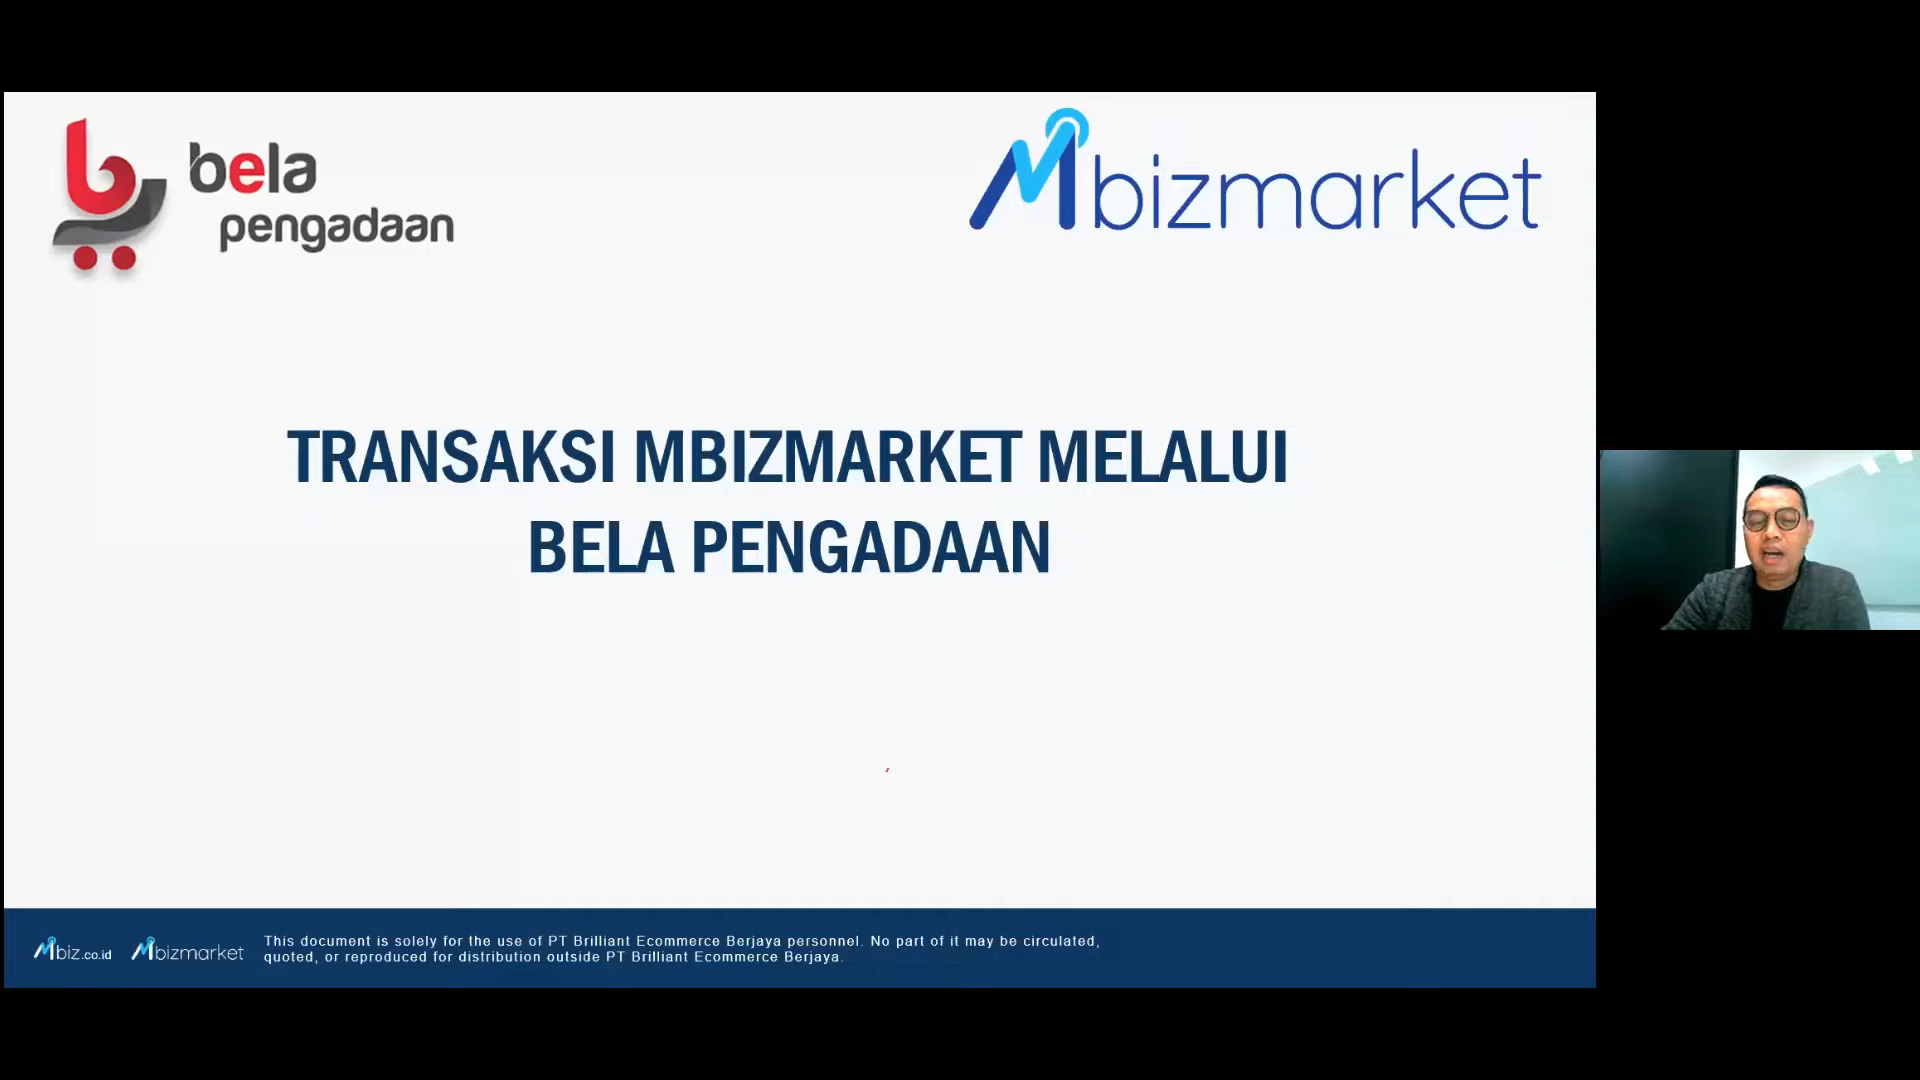 bela
pengadaan
Mbizmarket
TRANSAKSI MBIZMARKET MELALUI
BELA PENGADAAN
Mbiz.co.id
Mbizmarket
This document is solely for the use of PT Brilliant Ecommerce Berjaya personnel. No part of it may be circulated,
quoted, or reproduced for distribution outside PT Brilliant Ecommerce Berjaya.